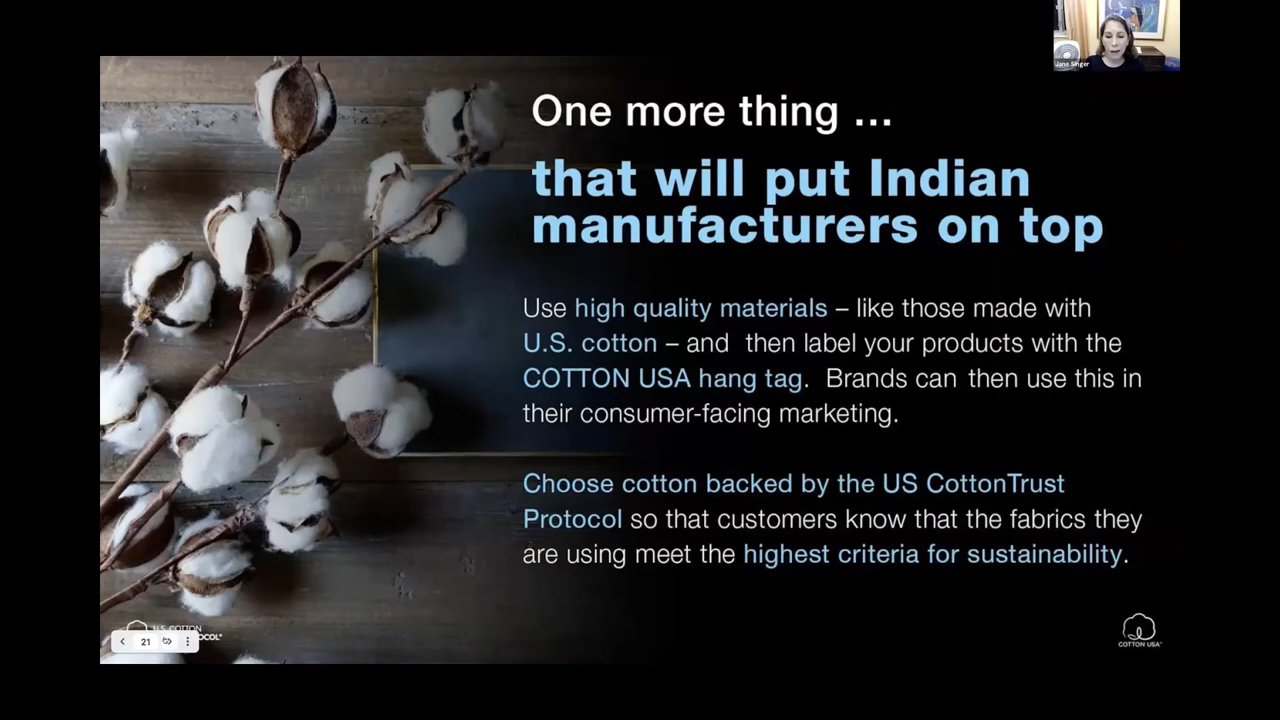 Jane Singer
One more thing ...
that will put Indian
manufacturers on top
Use high quality materials – like those made with
U.S. cotton – and then label your products with the
COTTON USA hang tag. Brands can then use this in
their consumer-facing marketing.
Choose cotton backed by the US CottonTrust
Protocol so that customers know that the fabrics they
are using meet the highest criteria for sustainability.
U.S. COTTON
OCOL®
21
COTTON USA™